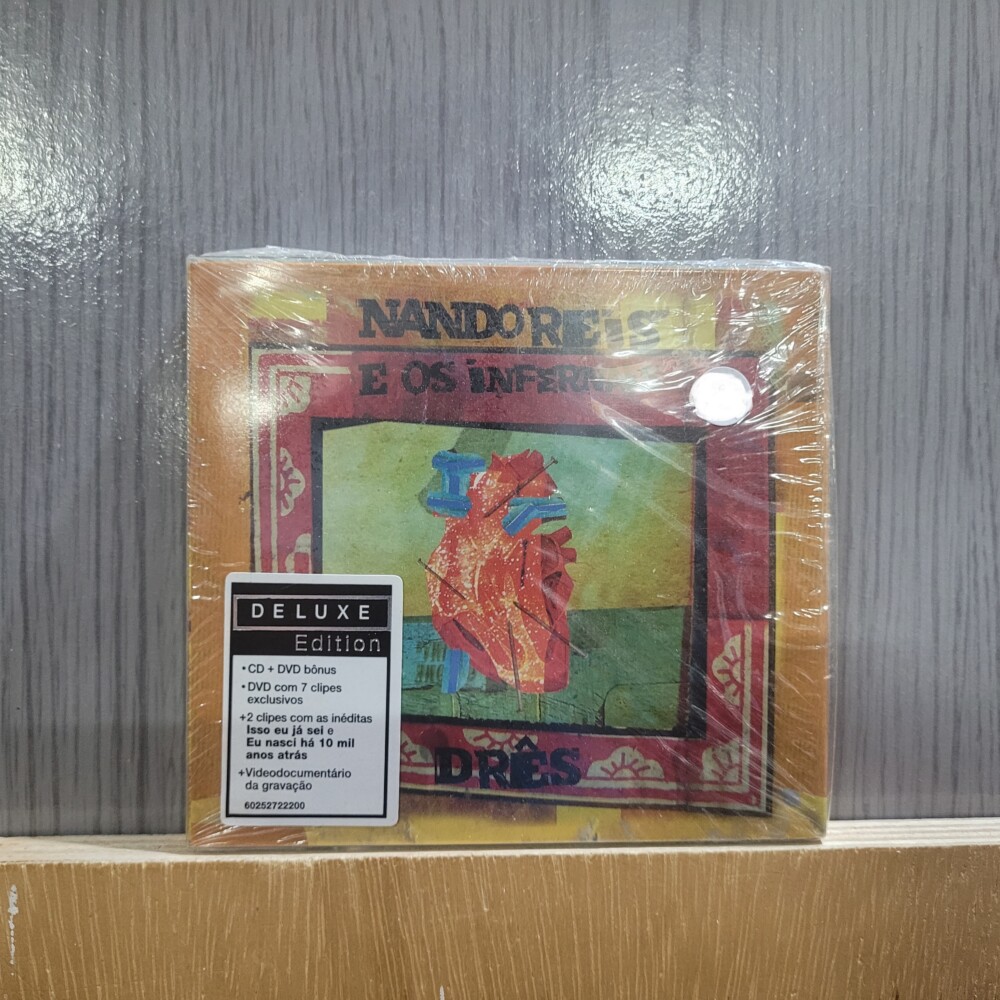 NANDO REIS
E OS INFERN
DRÊS
DELUXE
Edition
•CD + DVD bônus
•DVD com 7 clipes
exclusivos
+2 clipes com as inéditas
Isso eu já sei e
Eu nasci há 10 mil
anos atrás
+Videodocumentário
da gravação
60252722200